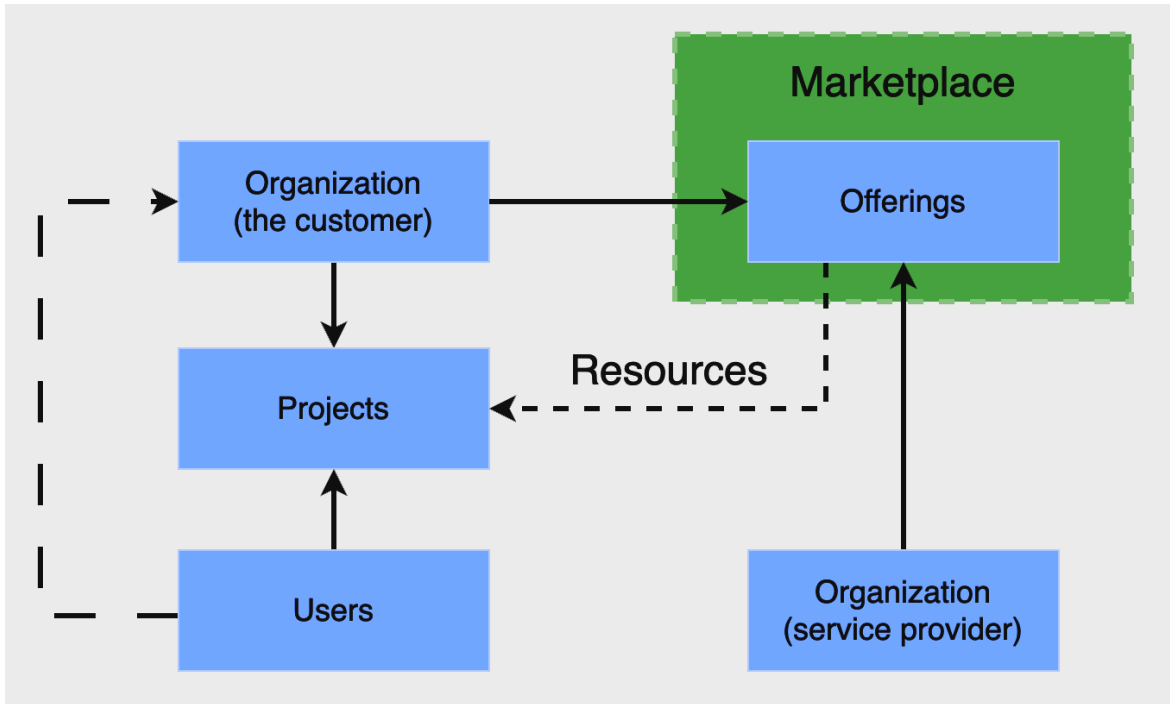 Marketplace
Organization
(the customer)
Offerings
Resources
Projects
Users
Organization
(service provider)